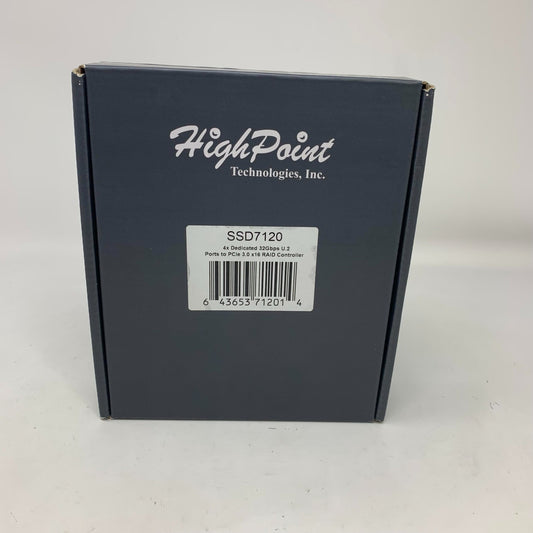 HighPoint
Technologies, Inc.
SSD7120
4x Dedicated 32Gbps U.2
Ports to PCIe 3.0 x16 RAID Controller
6 43653 71201 4